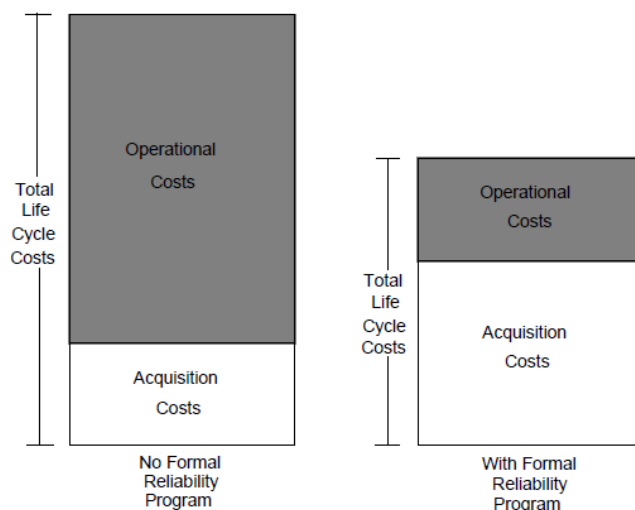 Operational
Costs
Total
Life
Cycle
Costs
Acquisition
Costs
No Formal
Reliability
Program
Operational
Costs
Total
Life
Cycle
Costs
Acquisition
Costs
With Formal
Reliability
Program